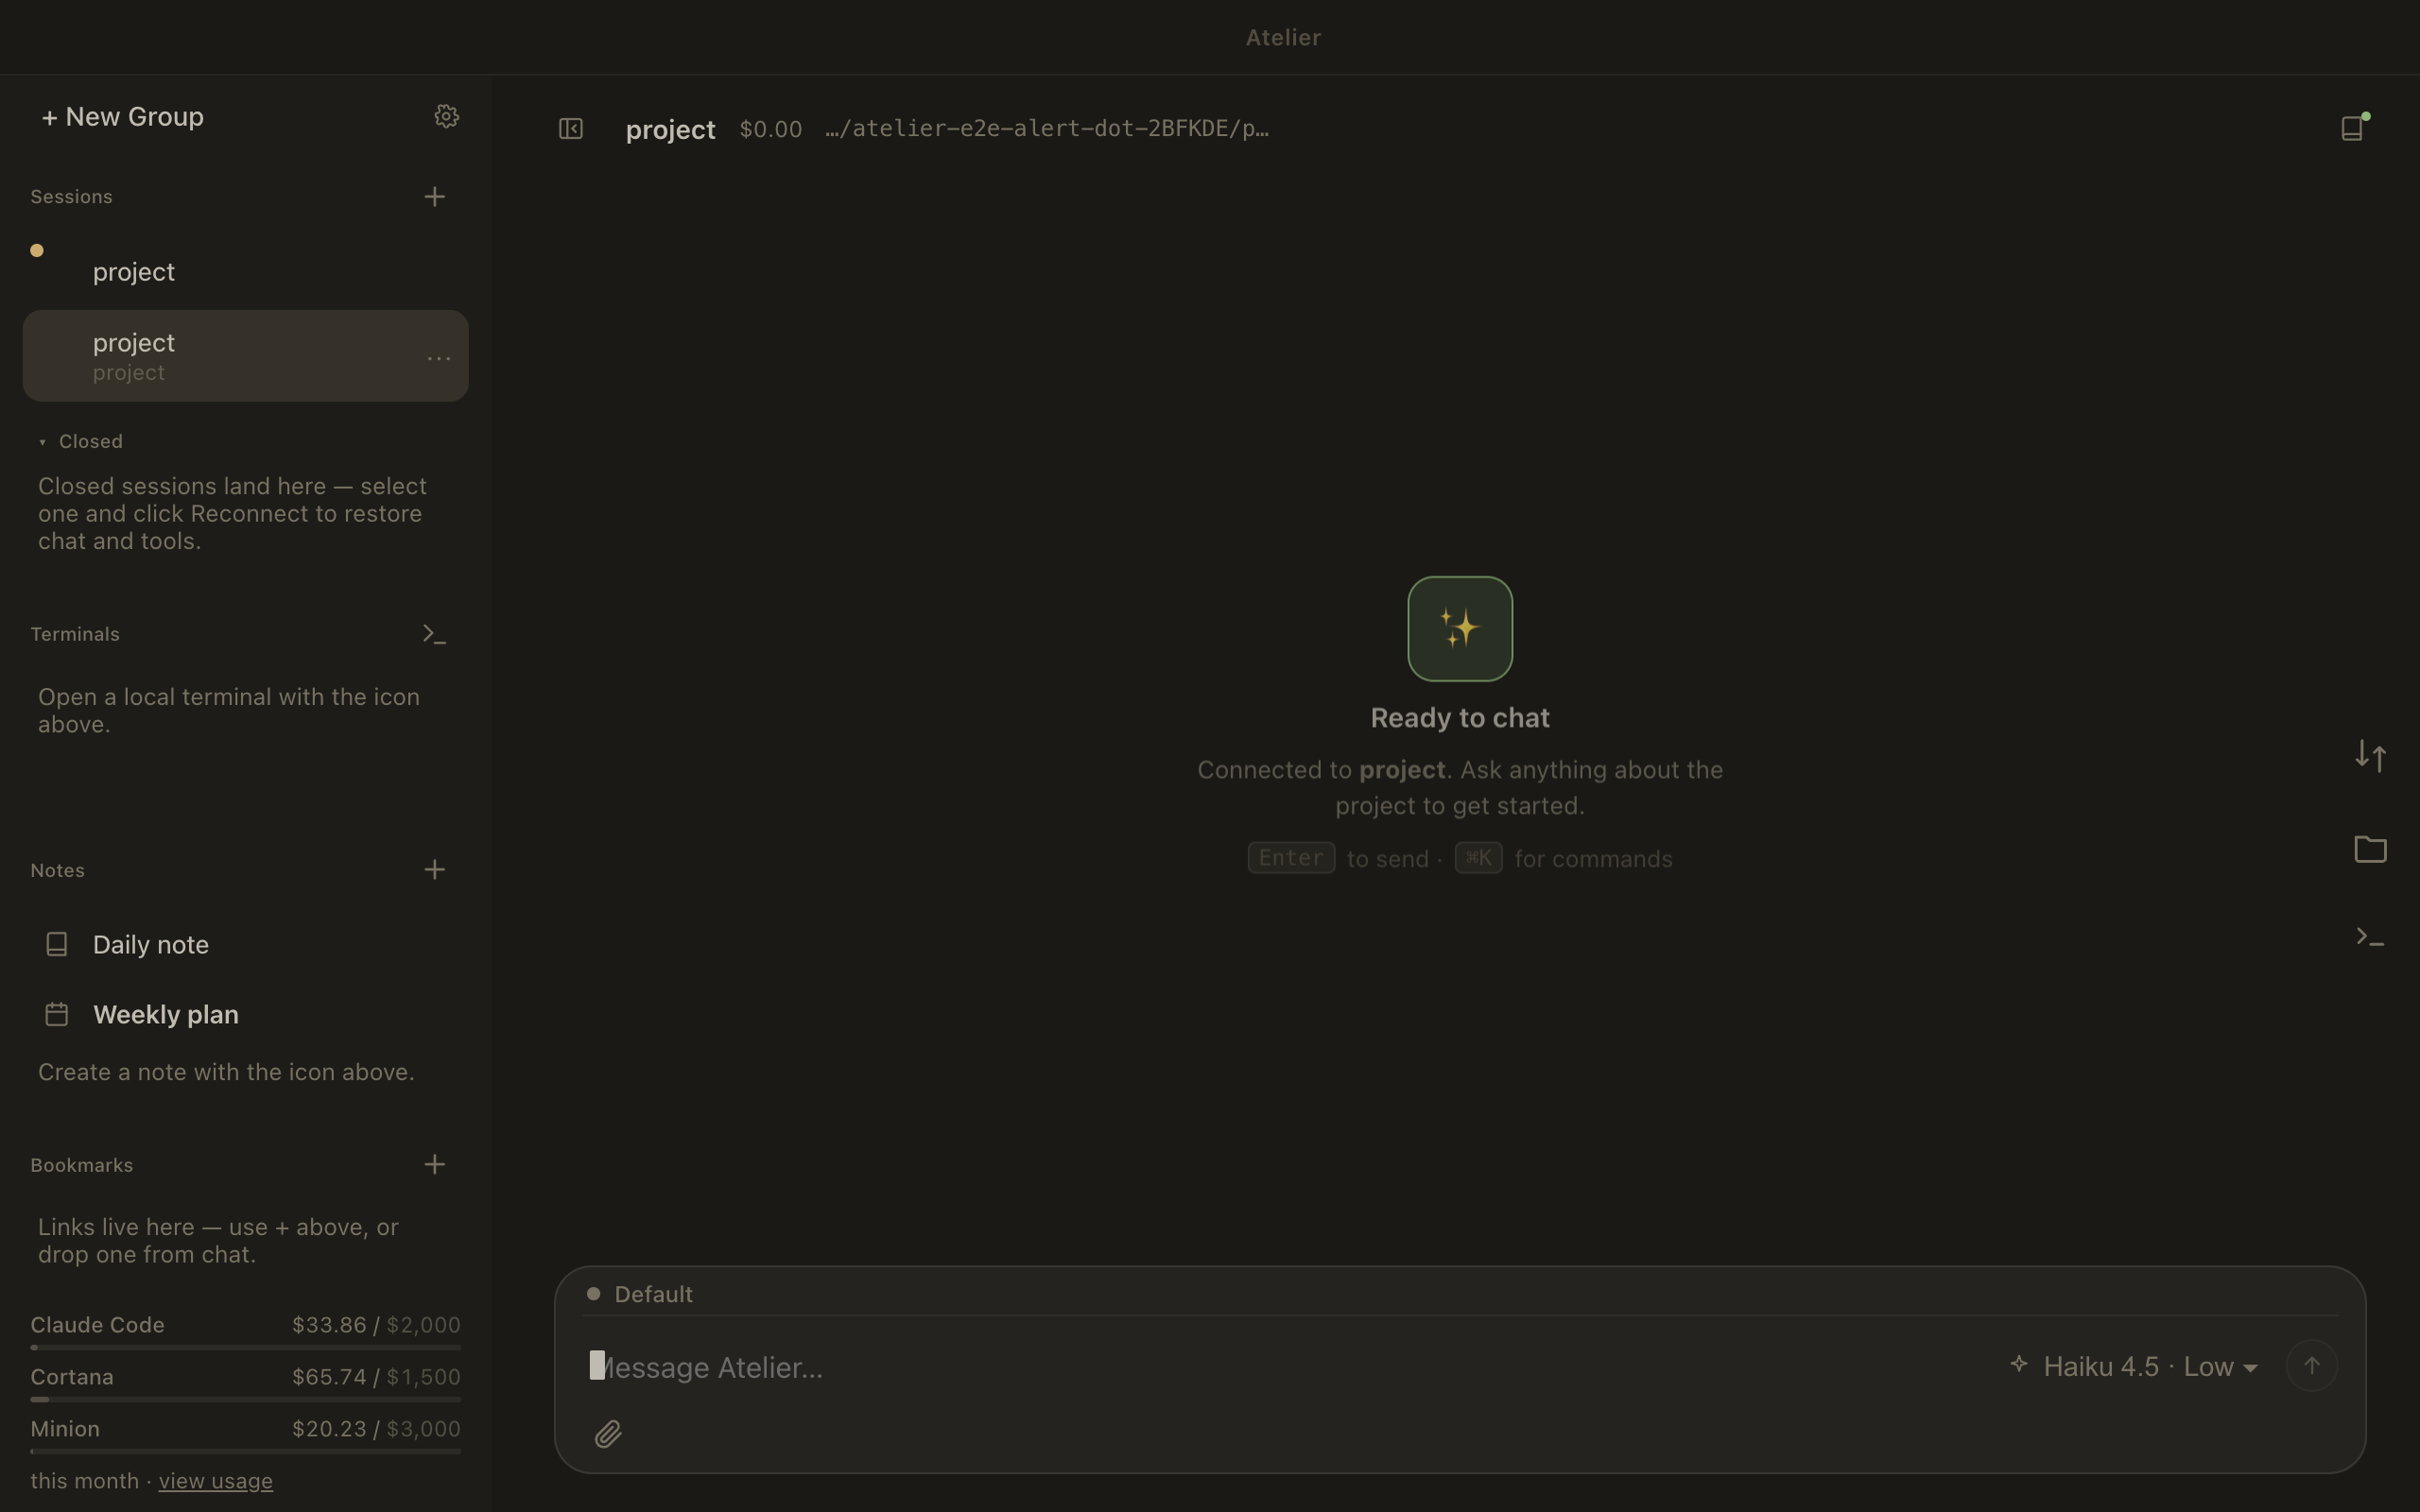 Atelier
+ New Group
Sessions
project
project
project
Closed
Closed sessions land here — select
one and click Reconnect to restore
chat and tools.
Terminals
Open a local terminal with the icon
above.
Notes
Daily note
Weekly plan
Create a note with the icon above.
Bookmarks
Links live here — use + above, or
drop one from chat.
Claude Code $33.86 / $2,000
Cortana $65.74 / $1,500
Minion $20.23 / $3,000
this month · view usage
project $0.00 …/atelier-e2e-alert-dot-2BFKDE/p…
Ready to chat
Connected to project. Ask anything about the
project to get started.
Enter to send · ⌘K for commands
Default
Message Atelier...
Haiku 4.5 · Low